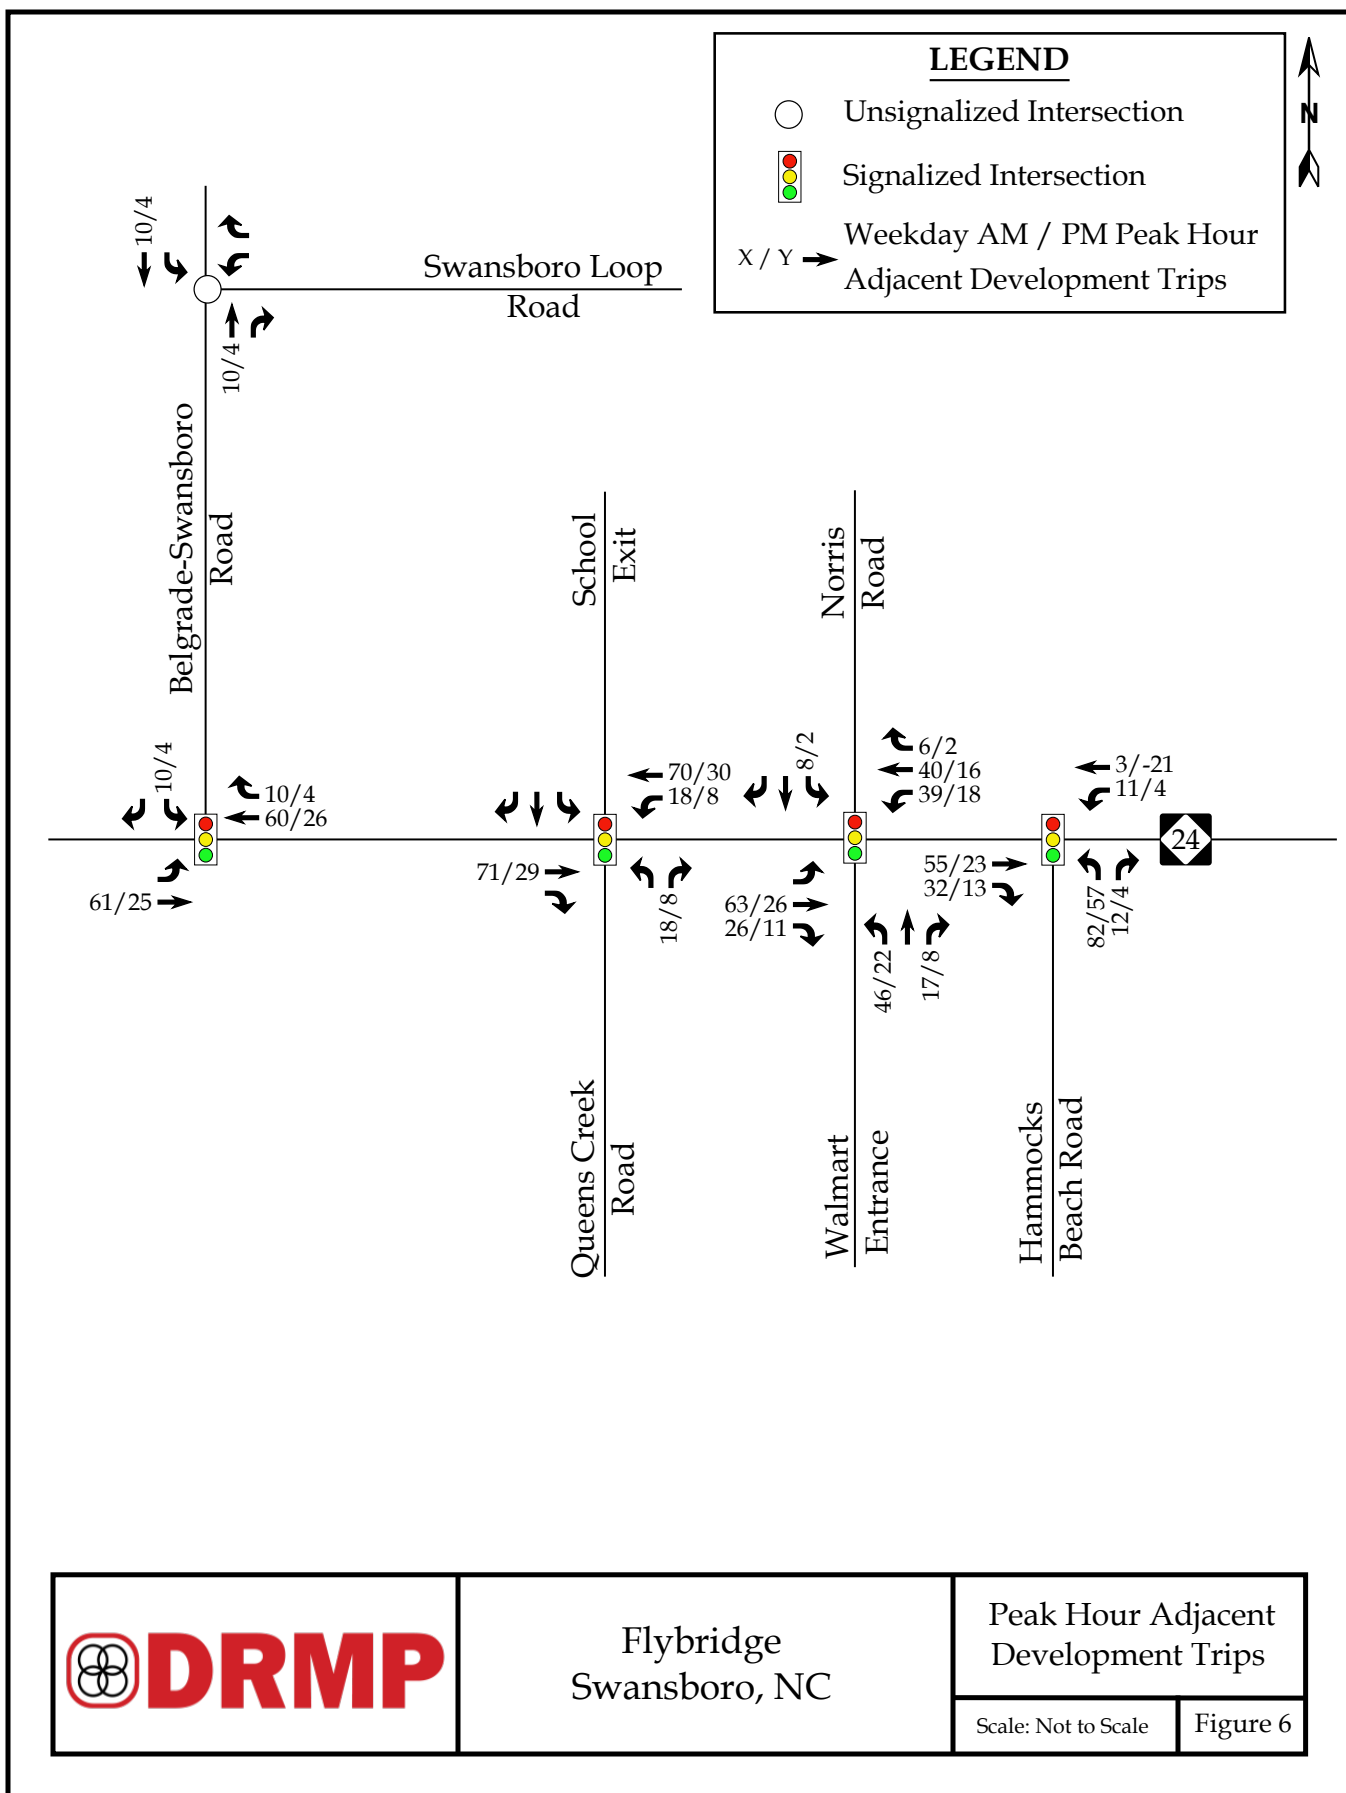 LEGEND
Unsignalized Intersection
Signalized Intersection
X / Y
Weekday AM / PM Peak Hour
Adjacent Development Trips
N
10/4
Swansboro Loop
Road
10/4
Belgrade-Swansboro
Road
School
Exit
Norris
Road
10/4
10/4
60/26
61/25
70/30
18/8
71/29
18/8
8/2
6/2
40/16
39/18
63/26
26/11
46/22
17/8
3/-21
11/4
55/23
32/13
82/57
12/4
24
Queens Creek
Road
Walmart
Entrance
Hammocks
Beach Road
DRMP
Flybridge
Swansboro, NC
Peak Hour Adjacent
Development Trips
Scale: Not to Scale
Figure 6